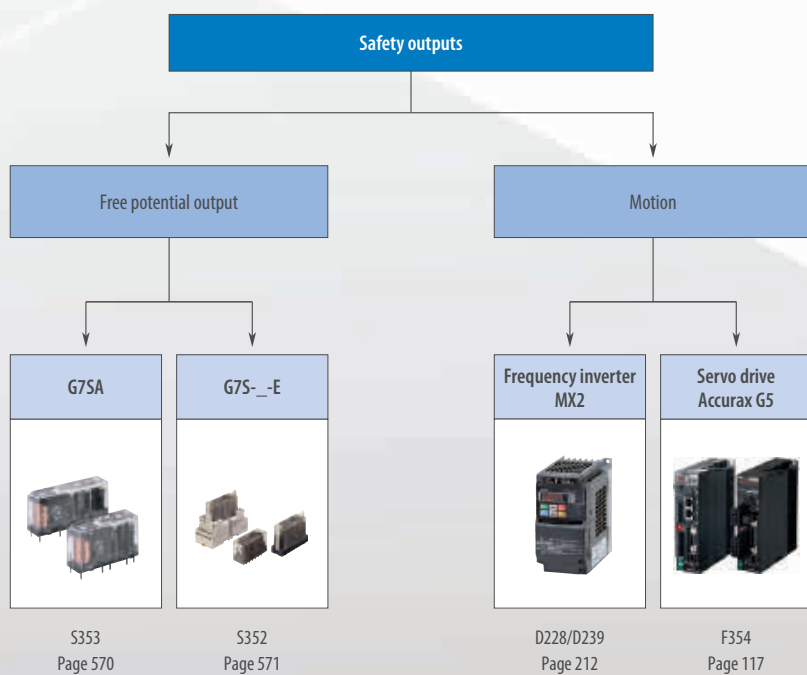 Safety outputs
Free potential output
Motion
G7SA
G7S-_-E
Frequency inverter
MX2
Servo drive
Accurax G5
S353
Page 570
S352
Page 571
D228/D239
Page 212
F354
Page 117